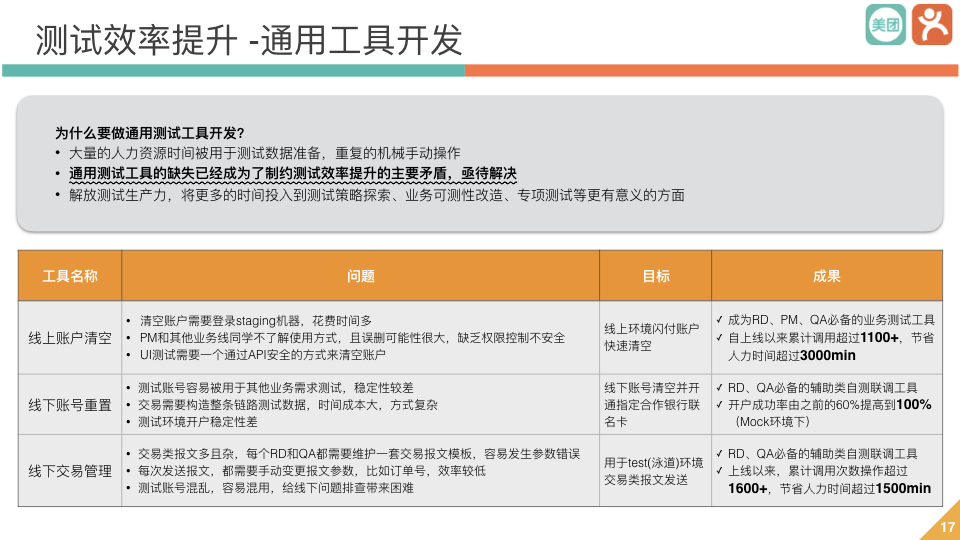 测试效率提升 -通用工具开发
美团
为什么要做通用测试工具开发?
• 大量的人力资源时间被用于测试数据准备，重复的机械手动操作
• 通用测试工具的缺失已经成为了制约测试效率提升的主要矛盾，亟待解决
• 解放测试生产力，将更多的时间投入到测试策略探索、业务可测性改造、专项测试等更有意义的方面
工具名称
问题
目标
成果
线上账户清空
• 清空账户需要登录staging机器，花费时间多
• PM和其他业务线同学不了解使用方式，且误删可能性很大，缺乏权限控制不安全
• UI测试需要一个通过API安全的方式来清空账户
线上环境闪付账户
快速清空
✓ 成为RD、PM、QA必备的业务测试工具
✓ 自上线以来累计调用超过1100+，节省
人力时间超过3000min
线下账号重置
• 测试账号容易被用于其他业务需求测试，稳定性较差
• 交易需要构造整条链路测试数据，时间成本大，方式复杂
• 测试环境开户稳定性差
线下账号清空并开
通指定合作银行联
名卡
✓ RD、QA必备的辅助类自测联调工具
✓ 开户成功率由之前的60%提高到100%
（Mock环境下）
线下交易管理
• 交易类报文多且杂，每个RD和QA都需要维护一套交易报文模板，容易发生参数错误
• 每次发送报文，都需要手动变更报文参数，比如订单号，效率较低
• 测试账号混乱，容易混用，给线下问题排查带来困难
用于test(泳道)环境
交易类报文发送
✓ RD、QA必备的辅助类自测联调工具
✓ 上线以来，累计调用次数操作超过
1600+，节省人力时间超过1500min
17